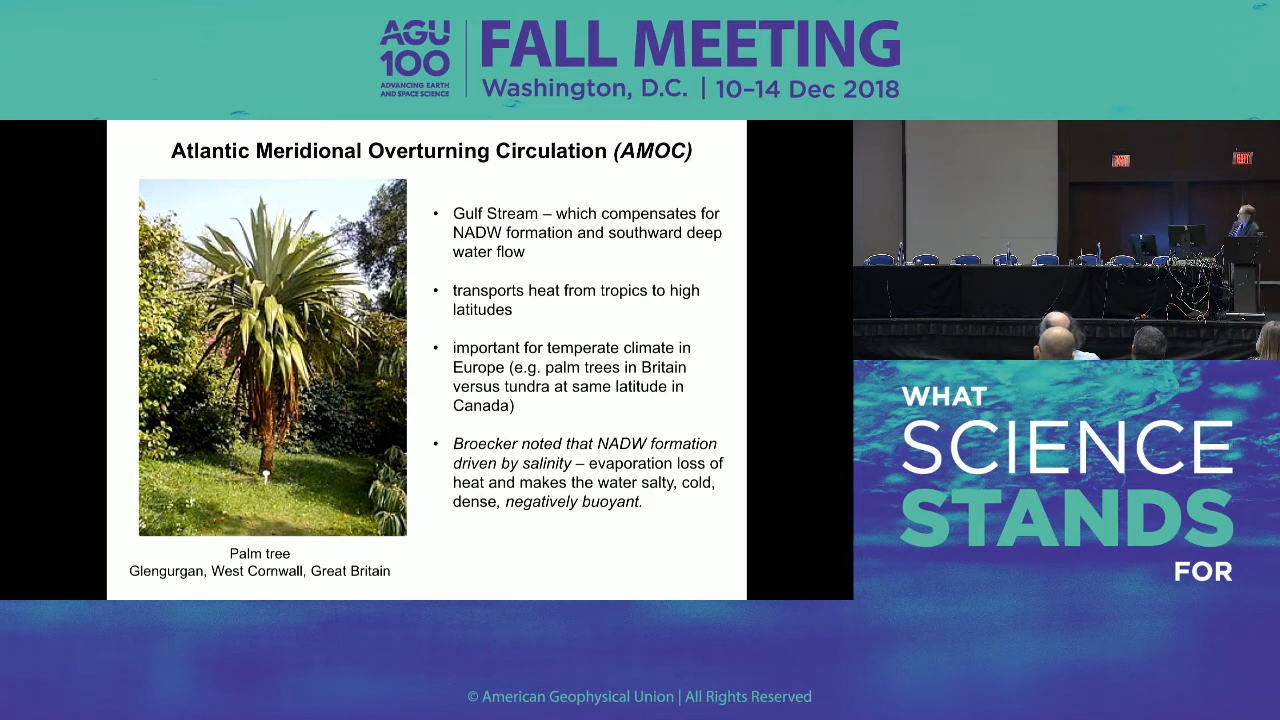 AGU
100
ADVANCING EARTH
AND SPACE SCIENCE
FALL MEETING
Washington, D.C. | 10–14 Dec 2018
Atlantic Meridional Overturning Circulation (AMOC)
• Gulf Stream – which compensates for
NADW formation and southward deep
water flow
• transports heat from tropics to high
latitudes
• important for temperate climate in
Europe (e.g. palm trees in Britain
versus tundra at same latitude in
Canada)
• Broecker noted that NADW formation
driven by salinity – evaporation loss of
heat and makes the water salty, cold,
dense, negatively buoyant.
Palm tree
Glengurgan, West Cornwall, Great Britain
EXIT
EXIT
WHAT
SCIENCE
STANDS
FOR
© American Geophysical Union | All Rights Reserved